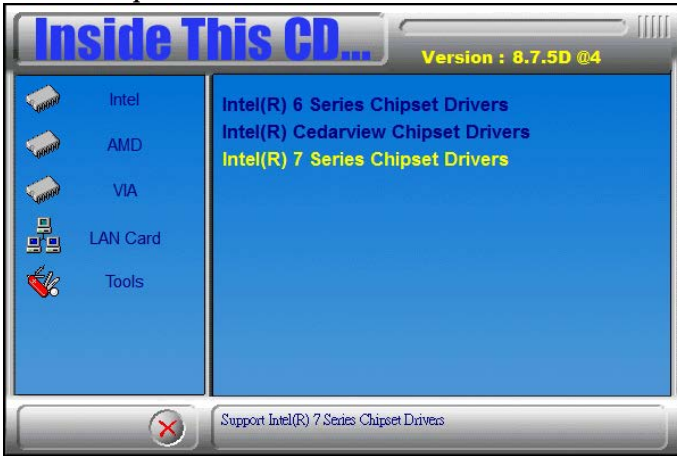 Inside This CD...
Version : 8.7.5D @4
Intel
AMD
VIA
LAN Card
Tools
Intel(R) 6 Series Chipset Drivers
Intel(R) Cedarview Chipset Drivers
Intel(R) 7 Series Chipset Drivers
Support Intel(R) 7 Series Chipset Drivers